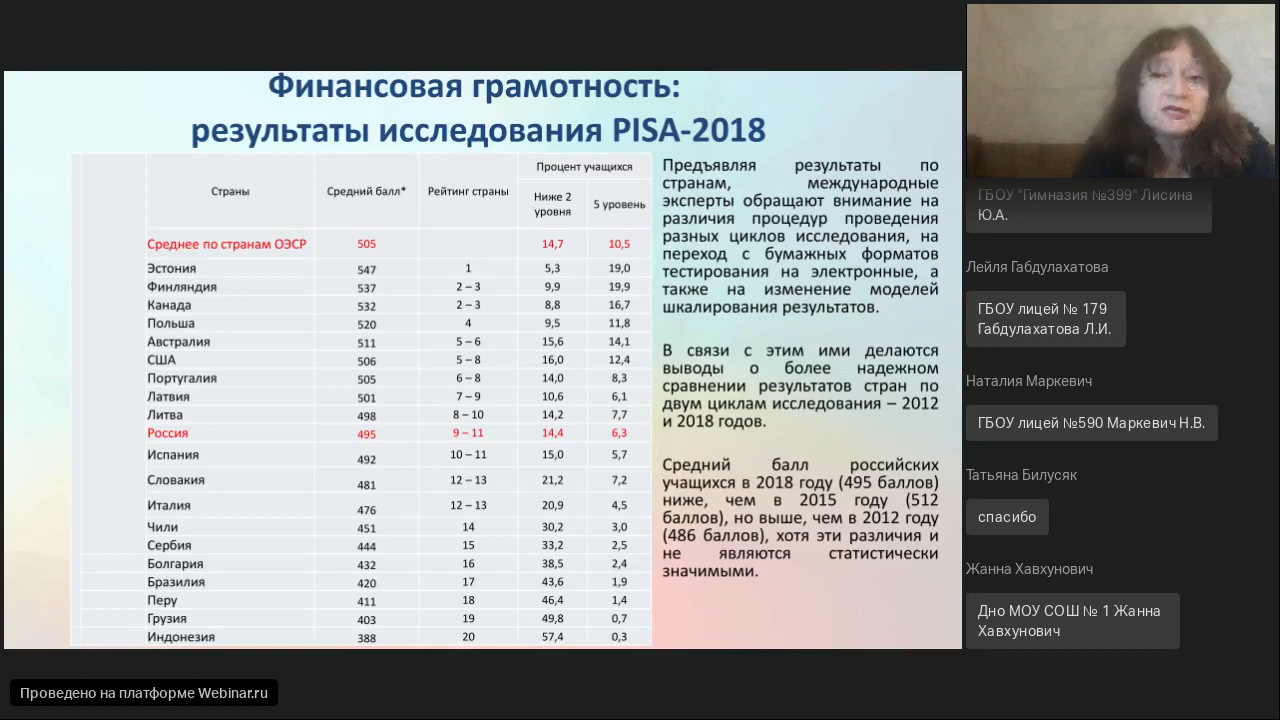 Финансовая грамотность:
результаты исследования PISA-2018
Страны Средний балл* Рейтинг страны Процент учащихся
Ниже 2 уровня 5 уровень
Среднее по странам ОЭСР 505 14,7 10,5
Эстония 547 1 5,3 19,0
Финляндия 537 2 – 3 9,9 19,9
Канада 532 2 – 3 8,8 16,7
Польша 520 4 9,5 11,8
Австралия 511 5 – 6 15,6 14,1
США 506 5 – 8 16,0 12,4
Португалия 505 6 – 8 14,0 8,3
Латвия 501 7 – 9 10,6 6,1
Литва 498 8 – 10 14,2 7,7
Россия 495 9 – 11 14,4 6,3
Испания 492 10 – 11 15,0 5,7
Словакия 481 12 – 13 21,2 7,2
Италия 476 12 – 13 20,9 4,5
Чили 451 14 30,2 3,0
Сербия 444 15 33,2 2,5
Болгария 432 16 38,5 2,4
Бразилия 420 17 43,6 1,9
Перу 411 18 46,4 1,4
Грузия 403 19 49,8 0,7
Индонезия 388 20 57,4 0,3
Предъявляя результаты по
странам, международные
эксперты обращают внимание на
различия процедур проведения
разных циклов исследования, на
переход с бумажных форматов
тестирования на электронные, а
также на изменение моделей
шкалирования результатов.
В связи с этим ими делаются
выводы о более надежном
сравнении результатов стран по
двум циклам исследования – 2012
и 2018 годов.
Средний балл российских
учащихся в 2018 году (495 баллов)
ниже, чем в 2015 году (512
баллов), но выше, чем в 2012 году
(486 баллов), хотя эти различия и
не являются статистически
значимыми.
ГБОУ "Гимназия №399" Лисина
Ю.А.
Лейля Габдулахатова
ГБОУ лицей № 179
Габдулахатова Л.И.
Наталия Маркевич
ГБОУ лицей №590 Маркевич Н.В.
Татьяна Билусяк
спасибо
Жанна Хавхунович
Дно МОУ СОШ № 1 Жанна
Хавхунович
Проведено на платформе Webinar.ru